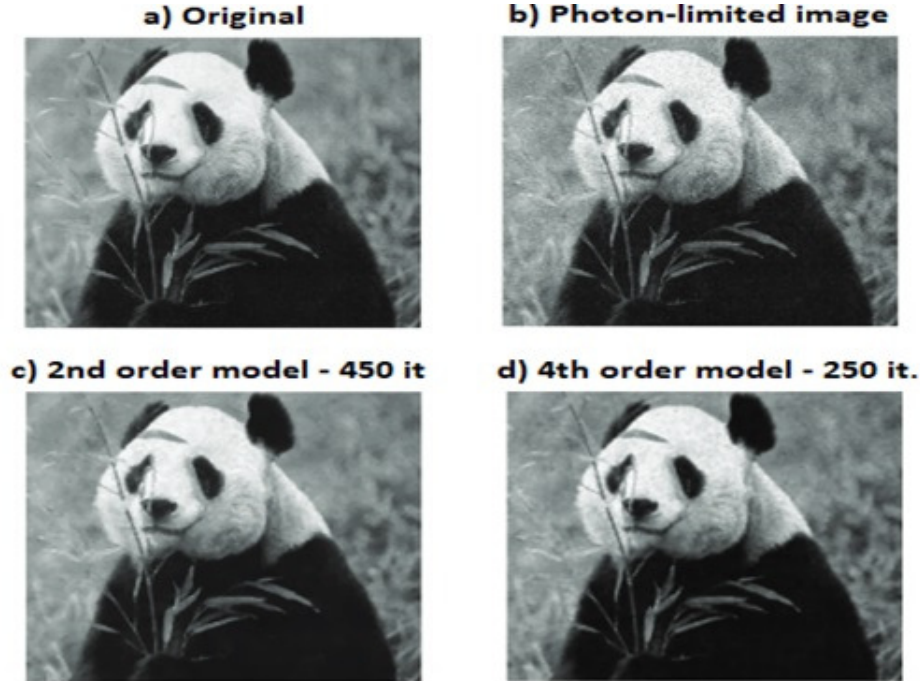 a) Original
b) Photon-limited image
c) 2nd order model - 450 it
d) 4th order model - 250 it.